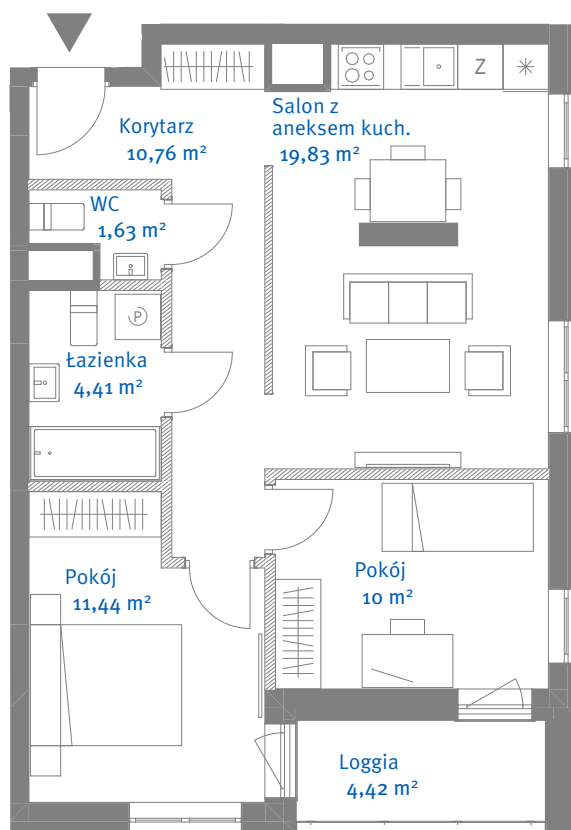 Z
Korytarz
10,76 m²
Salon z
aneksem kuch.
19,83 m²
WC
1,63 m²
P
Łazienka
4,41 m²
Pokój
11,44 m²
Pokój
10 m²
Loggia
4,42 m²